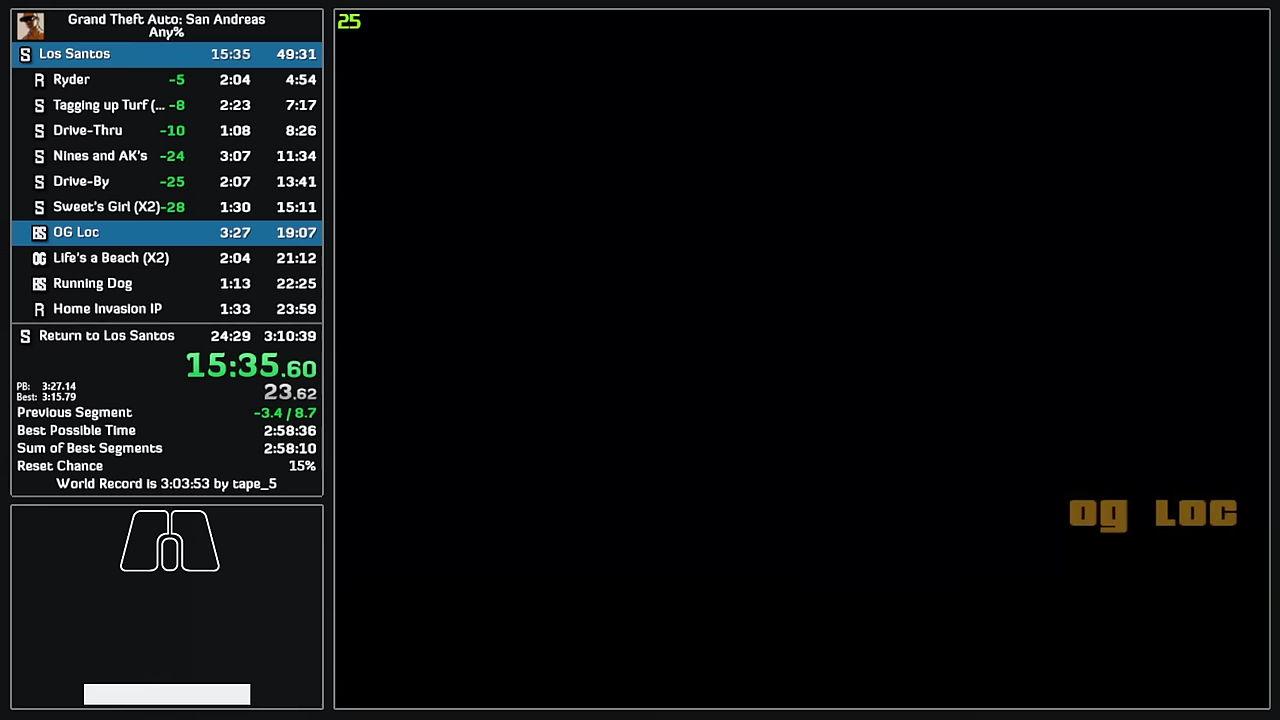 Grand Theft Auto: San Andreas
Any%
S Los Santos 15:35 49:31
R Ryder -5 2:04 4:54
S Tagging up Turf (... -8 2:23 7:17
S Drive-Thru -10 1:08 8:26
S Nines and AK's -24 3:07 11:34
S Drive-By -25 2:07 13:41
S Sweet's Girl (X2) -28 1:30 15:11
BS OG Loc 3:27 19:07
OG Life's a Beach (X2) 2:04 21:12
BS Running Dog 1:13 22:25
R Home Invasion IP 1:33 23:59
S Return to Los Santos 24:29 3:10:39
15:35.60
PB: 3:27.14
Best: 3:15.79
23.62
Previous Segment -3.4 / 8.7
Best Possible Time 2:58:36
Sum of Best Segments 2:58:10
Reset Chance 15%
World Record is 3:03:53 by tape_5
25
OG LOC